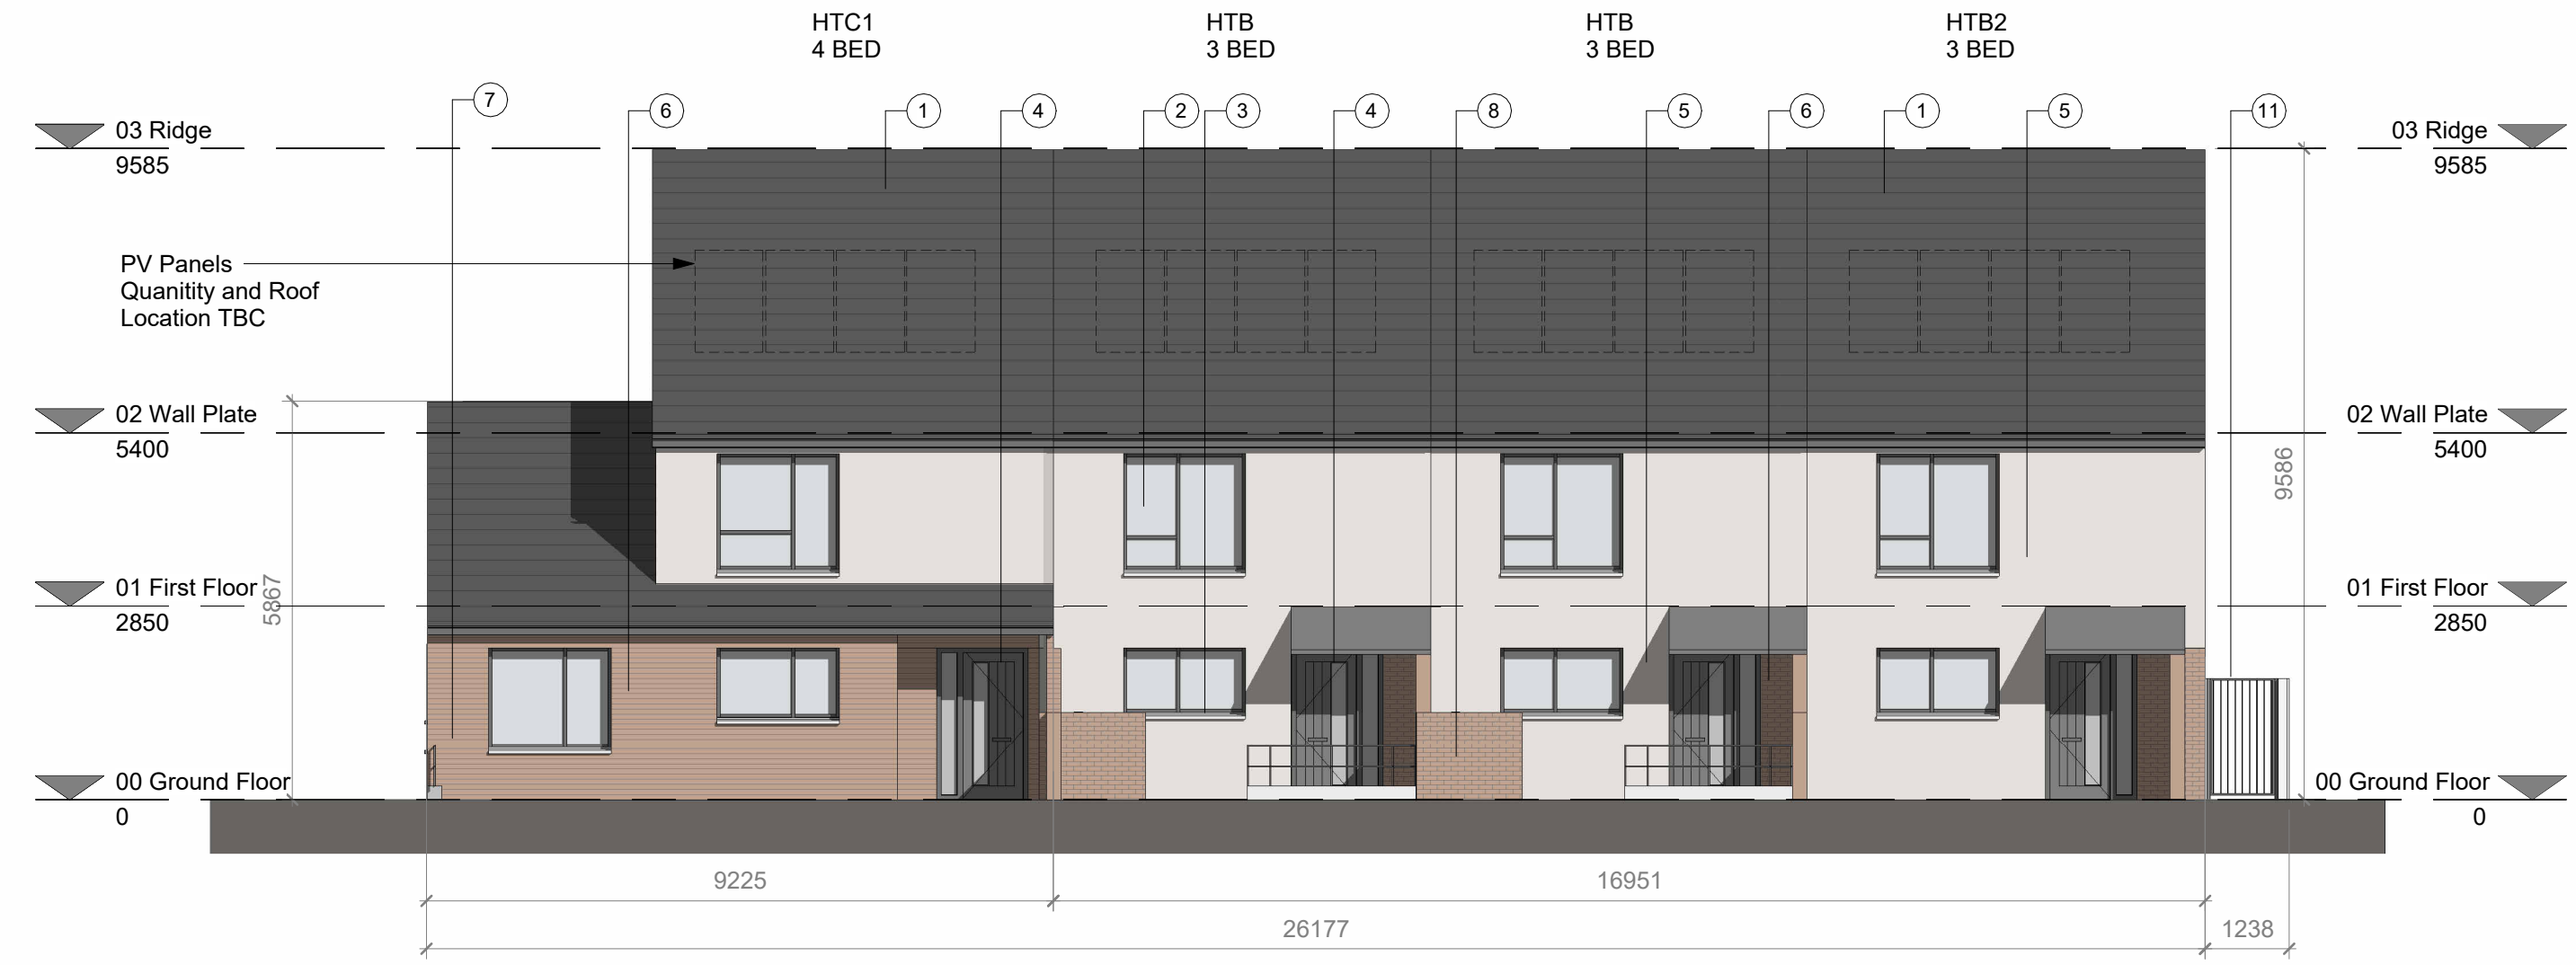 HTC1
4 BED
HTB
3 BED
HTB
3 BED
HTB2
3 BED
7
6
1
4
2
3
4
8
5
6
1
5
11
03 Ridge
9585
03 Ridge
9585
PV Panels
Quanitity and Roof
Location TBC
02 Wall Plate
5400
02 Wall Plate
5400
9586
01 First Floor
2850
5867
01 First Floor
2850
00 Ground Floor
0
00 Ground Floor
0
9225
16951
26177
1238